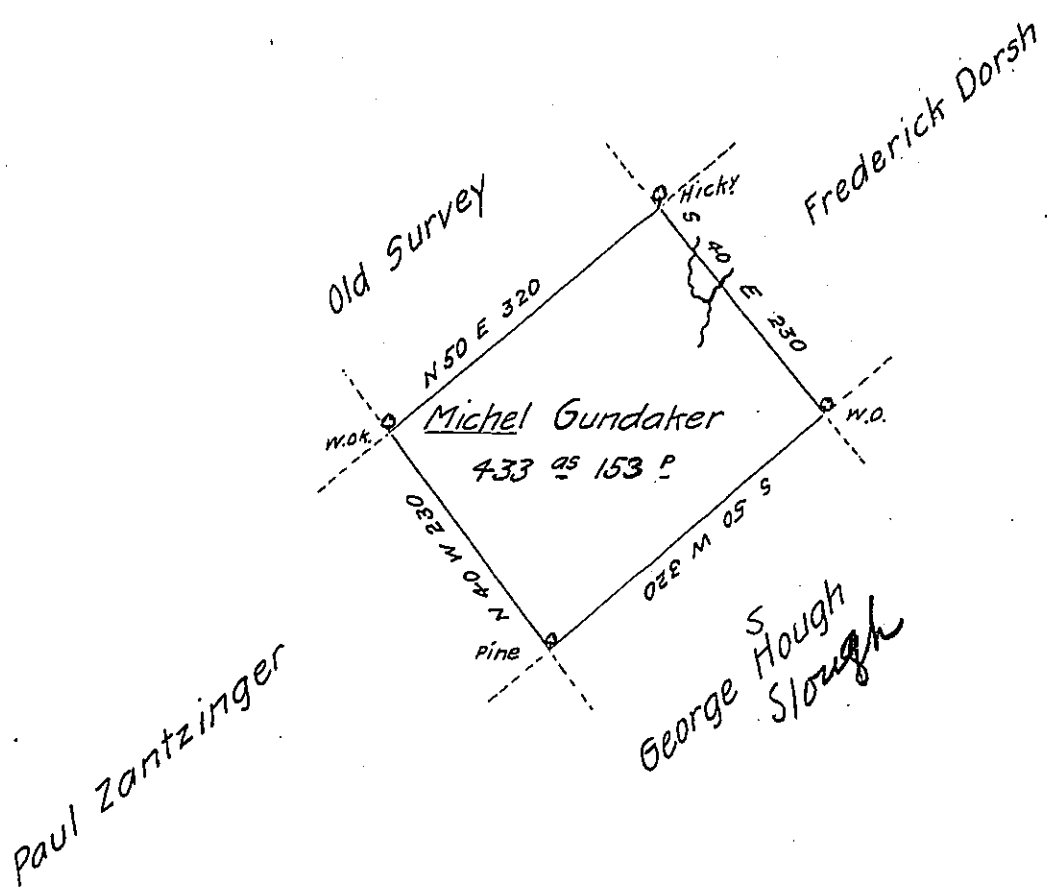 Frederick Dorsh
Old Survey
Hicky
S 40 E 230
N 50 E 320
W.ok.
Michel Gundaker
W.O.
433 as 153 P
N 40 W 230
S 50 W 320
Pine
S
George Hough
Slough
Paul Zantzinger